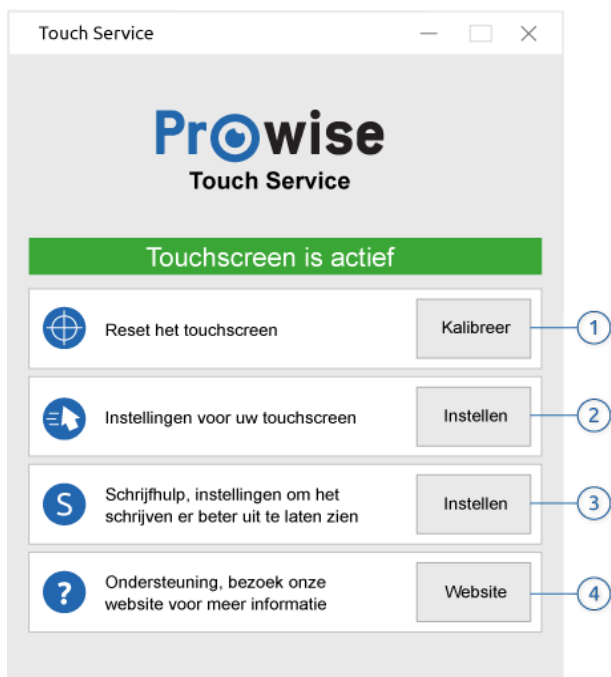 Touch Service
Prowise
Touch Service
Touchscreen is actief
Reset het touchscreen
Kalibreer
1
Instellingen voor uw touchscreen
Instellen
2
S
Schrijfhulp, instellingen om het
schrijven er beter uit te laten zien
Instellen
3
?
Ondersteuning, bezoek onze
website voor meer informatie
Website
4